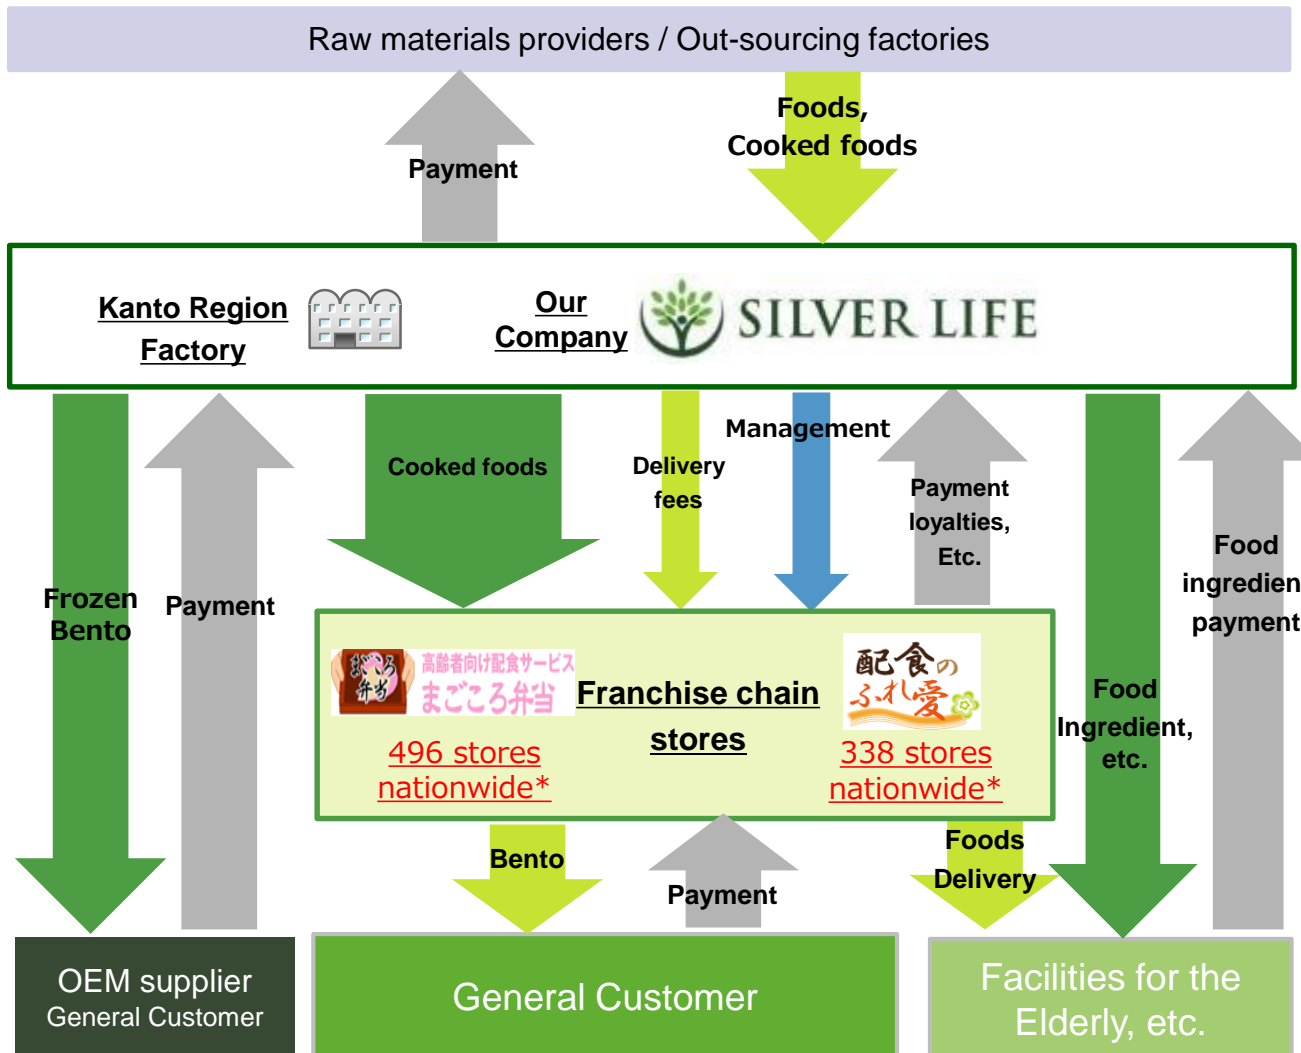 Raw materials providers / Out-sourcing factories
Payment
Foods,
Cooked foods
Kanto Region
Factory
Our
Company
SILVER LIFE
Frozen
Bento
Payment
Cooked foods
Delivery
fees
Management
Payment
loyalties,
Etc.
Food
Ingredient,
etc.
Food
ingredien
payment
まごころ
弁当
高齢者向け配食サービス
まごころ弁当
496 stores
nationwide*
Franchise chain
stores
配食の
ふれ愛
338 stores
nationwide*
Bento
Payment
Foods
Delivery
OEM supplier
General Customer
General Customer
Facilities for the
Elderly, etc.